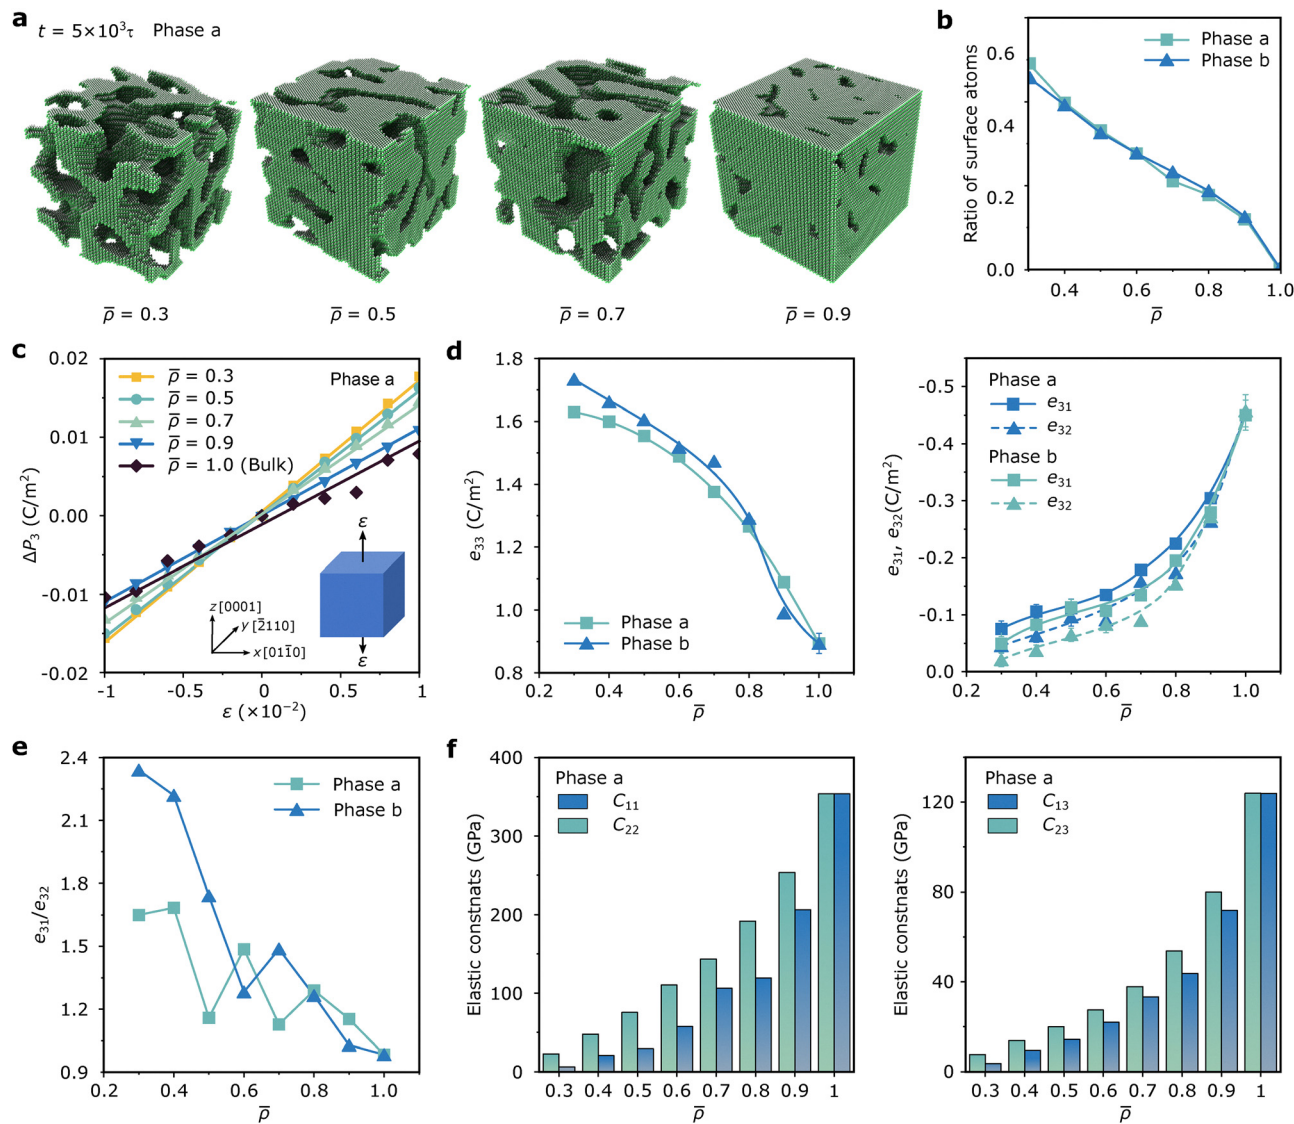 a
t = 5×10³τ Phase a
ρ̅ = 0.3
ρ̅ = 0.5
ρ̅ = 0.7
ρ̅ = 0.9
b
Ratio of surface atoms
0.6
0.4
0.2
0.0
Phase a
Phase b
0.4 0.6 0.8 1.0
ρ̅
c
ΔP₃ (C/m²)
0.02
0.01
0.00
-0.01
-0.02
ρ̅ = 0.3
ρ̅ = 0.5
ρ̅ = 0.7
ρ̅ = 0.9
ρ̅ = 1.0 (Bulk)
Phase a
ε
ε
z [0001]
y [2̅110]
x [011̅0]
-1 -0.5 0 0.5 1
ε (×10⁻²)
d
e₃₃ (C/m²)
1.8
1.6
1.4
1.2
1.0
0.8
Phase a
Phase b
0.2 0.4 0.6 0.8 1.0
ρ̅
e₃₁, e₃₂(C/m²)
-0.5
-0.4
-0.3
-0.2
-0.1
0.0
Phase a
e₃₁
e₃₂
Phase b
e₃₁
e₃₂
0.2 0.4 0.6 0.8 1.0
ρ̅
e
e₃₁/e₃₂
2.4
2.1
1.8
1.5
1.2
0.9
Phase a
Phase b
0.2 0.4 0.6 0.8 1.0
ρ̅
f
Elastic constnats (GPa)
400
300
200
100
0
Phase a
C₁₁
C₂₂
0.3 0.4 0.5 0.6 0.7 0.8 0.9 1
ρ̅
Elastic constnats (GPa)
120
80
40
0
Phase a
C₁₃
C₂₃
0.3 0.4 0.5 0.6 0.7 0.8 0.9 1
ρ̅